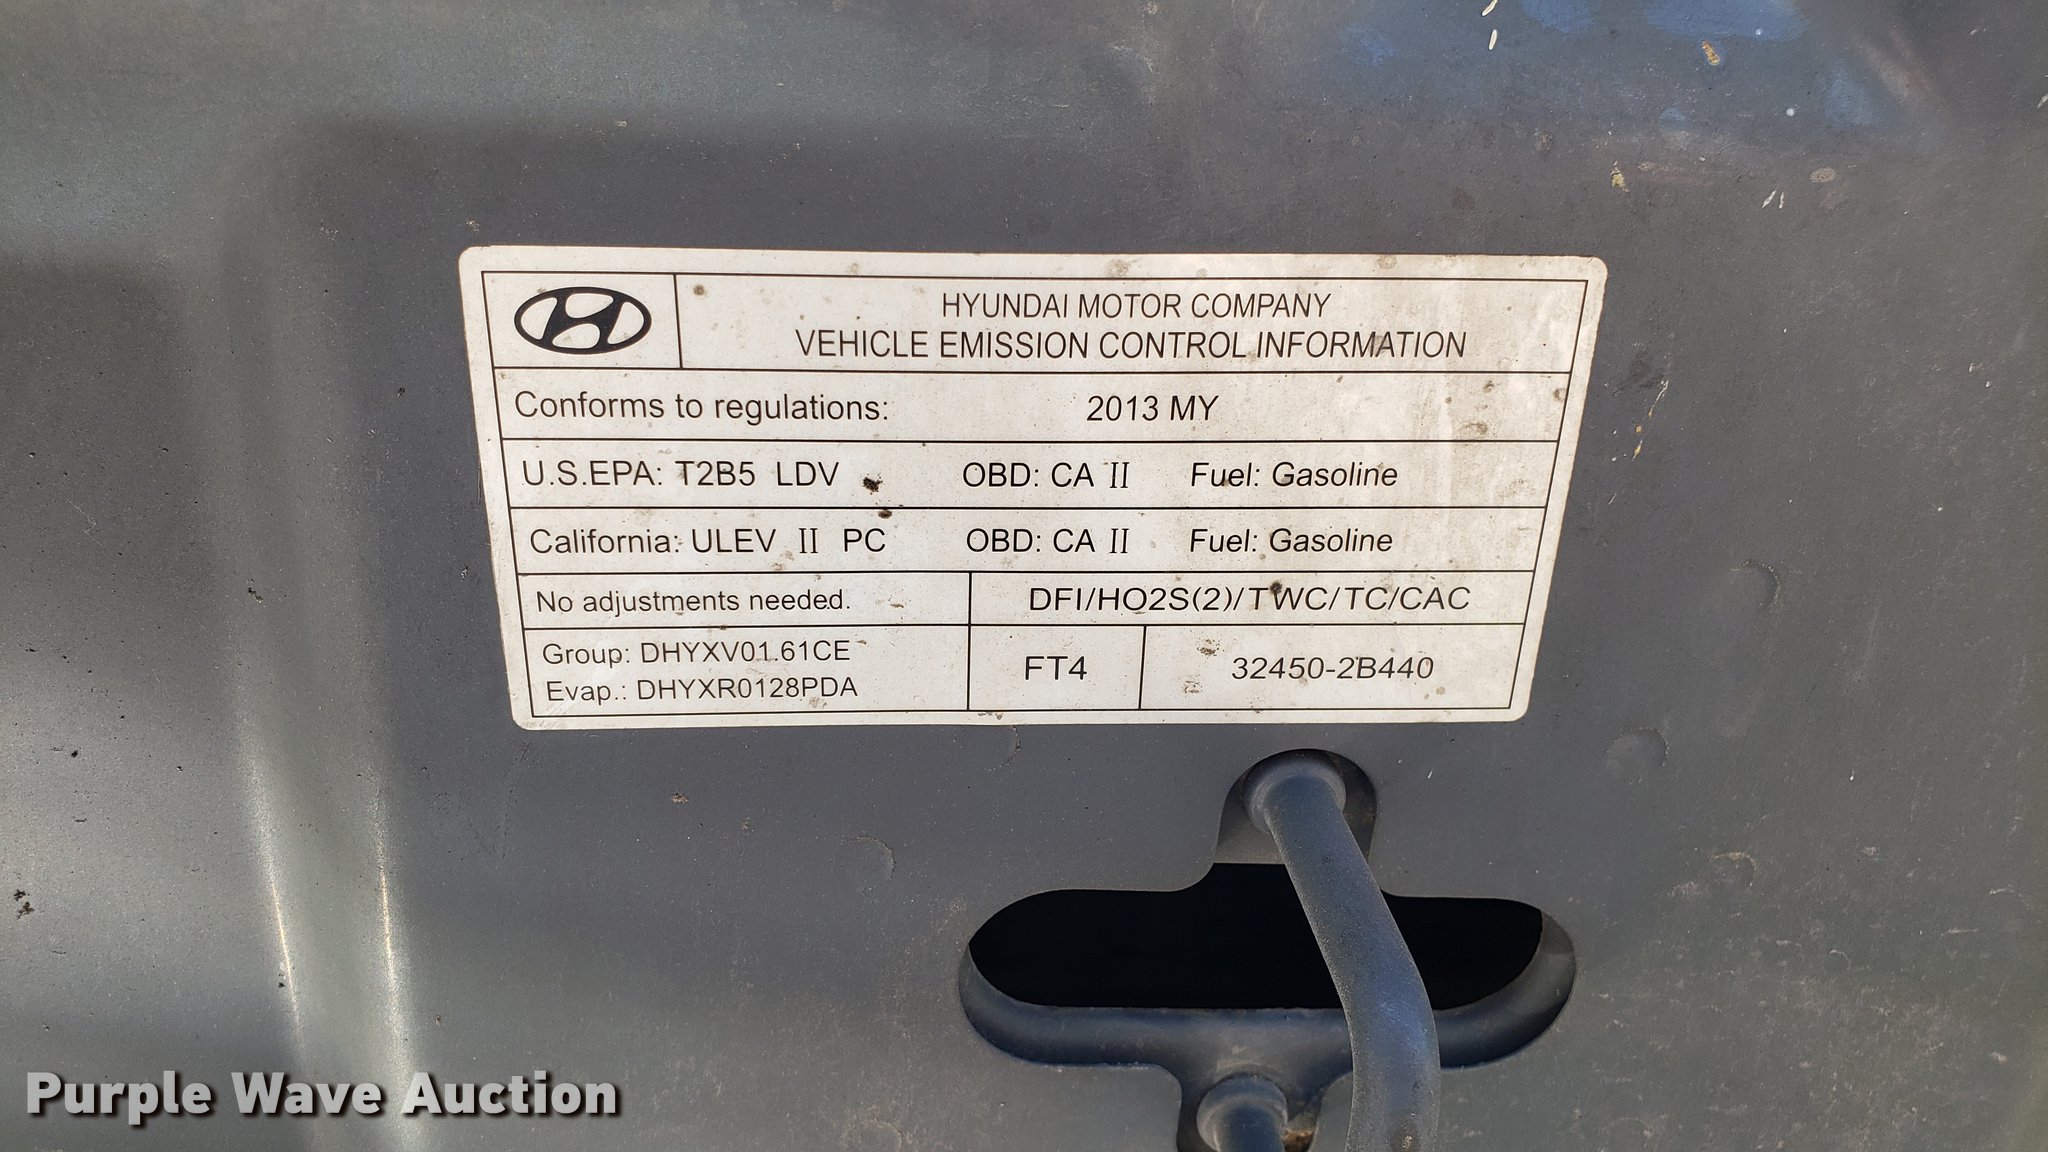 HYUNDAI MOTOR COMPANY
VEHICLE EMISSION CONTROL INFORMATION
Conforms to regulations: 2013 MY
U.S.EPA: T2B5 LDV OBD: CA II Fuel: Gasoline
California: ULEV II PC OBD: CA II Fuel: Gasoline
No adjustments needed. DFI/HO2S(2)/TWC/TC/CAC
Group: DHYXV01.61CE
Evap.: DHYXR0128PDA
FT4
32450-2B440
Purple Wave Auction